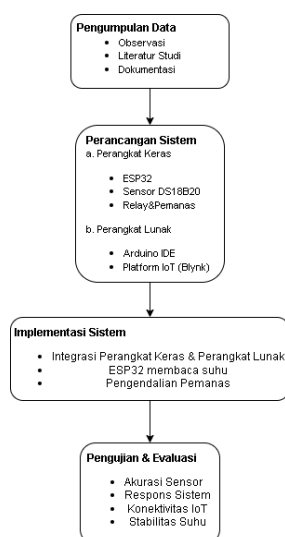 Pengumpulan Data
• Observasi
• Literatur Studi
• Dokumentasi
Perancangan Sistem
a. Perangkat Keras
• ESP32
• Sensor DS18B20
• Relay&Pemanas
b. Perangkat Lunak
• Arduino IDE
• Platform IoT (Blynk)
Implementasi Sistem
• Integrasi Perangkat Keras & Perangkat Lunak
• ESP32 membaca suhu
• Pengendalian Pemanas
Pengujian & Evaluasi
• Akurasi Sensor
• Respons Sistem
• Konektivitas IoT
• Stabilitas Suhu